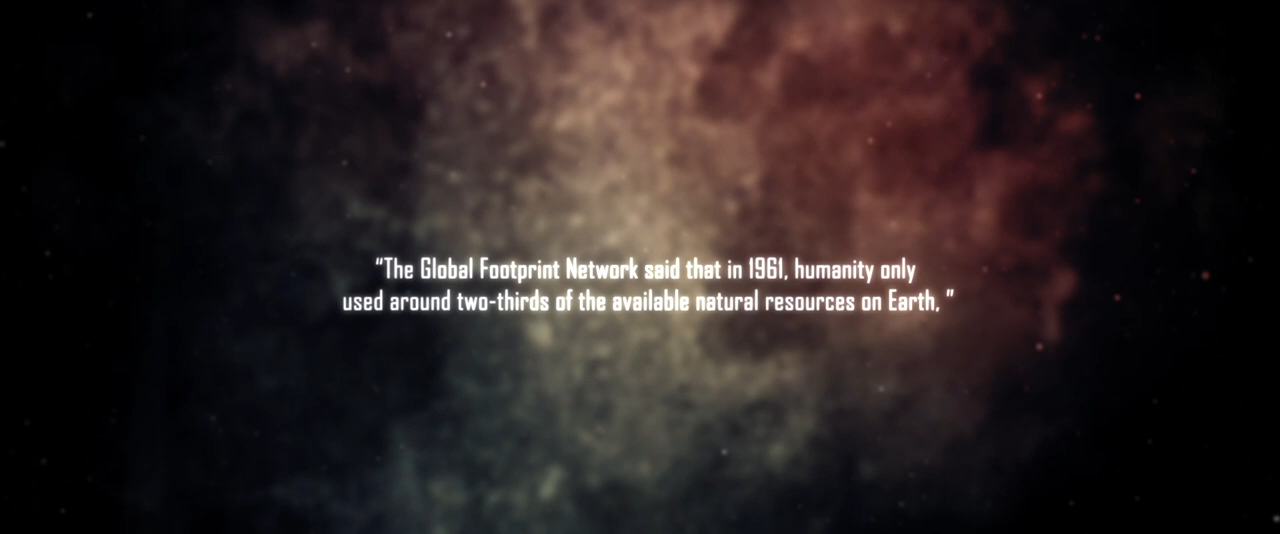 “The Global Footprint Network said that in 1961, humanity only
used around two-thirds of the available natural resources on Earth, ”